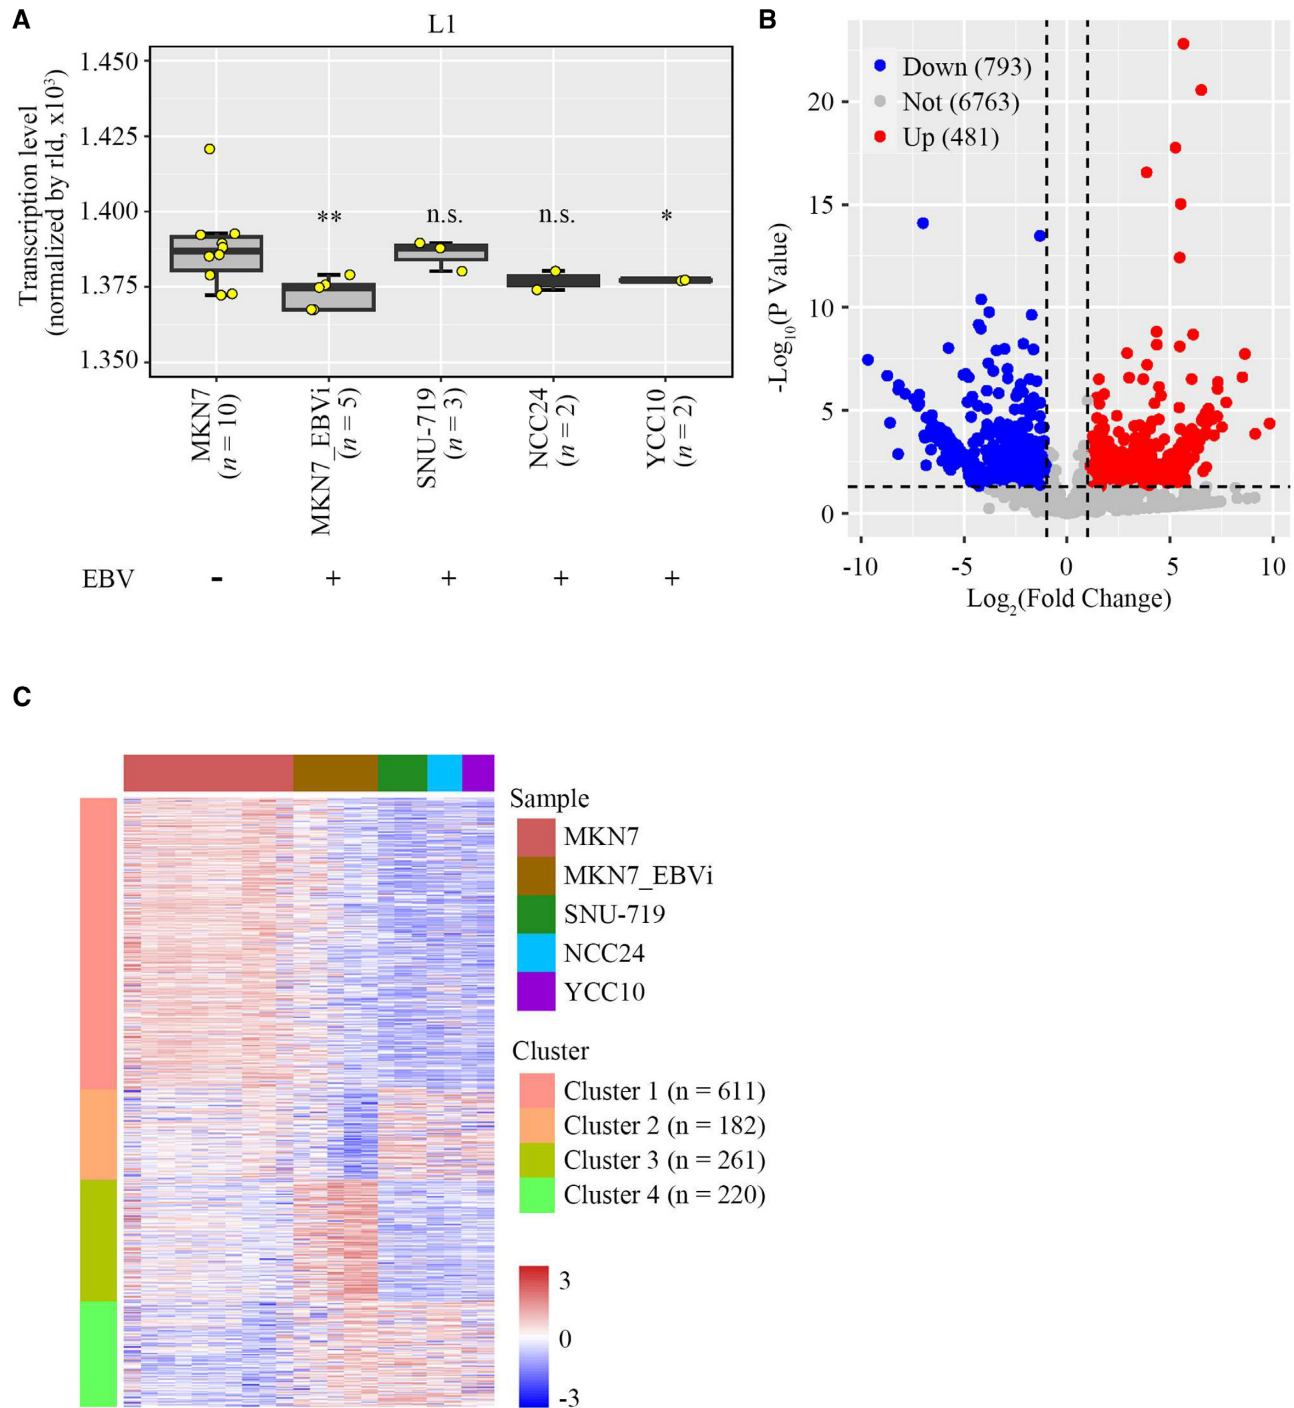 A
L1
Transcription level
(normalized by rld, x10³)
1.450
1.425
1.400
1.375
1.350
**
n.s.
n.s.
*
MKN7
(n = 10)
MKN7_EBVi
(n = 5)
SNU-719
(n = 3)
NCC24
(n = 2)
YCC10
(n = 2)
EBV - + + + +
B
Down (793)
Not (6763)
Up (481)
-Log₁₀(P Value)
20
15
10
5
0
-10 -5 0 5 10
Log₂(Fold Change)
C
Sample
MKN7
MKN7_EBVi
SNU-719
NCC24
YCC10
Cluster
Cluster 1 (n = 611)
Cluster 2 (n = 182)
Cluster 3 (n = 261)
Cluster 4 (n = 220)
3
0
-3